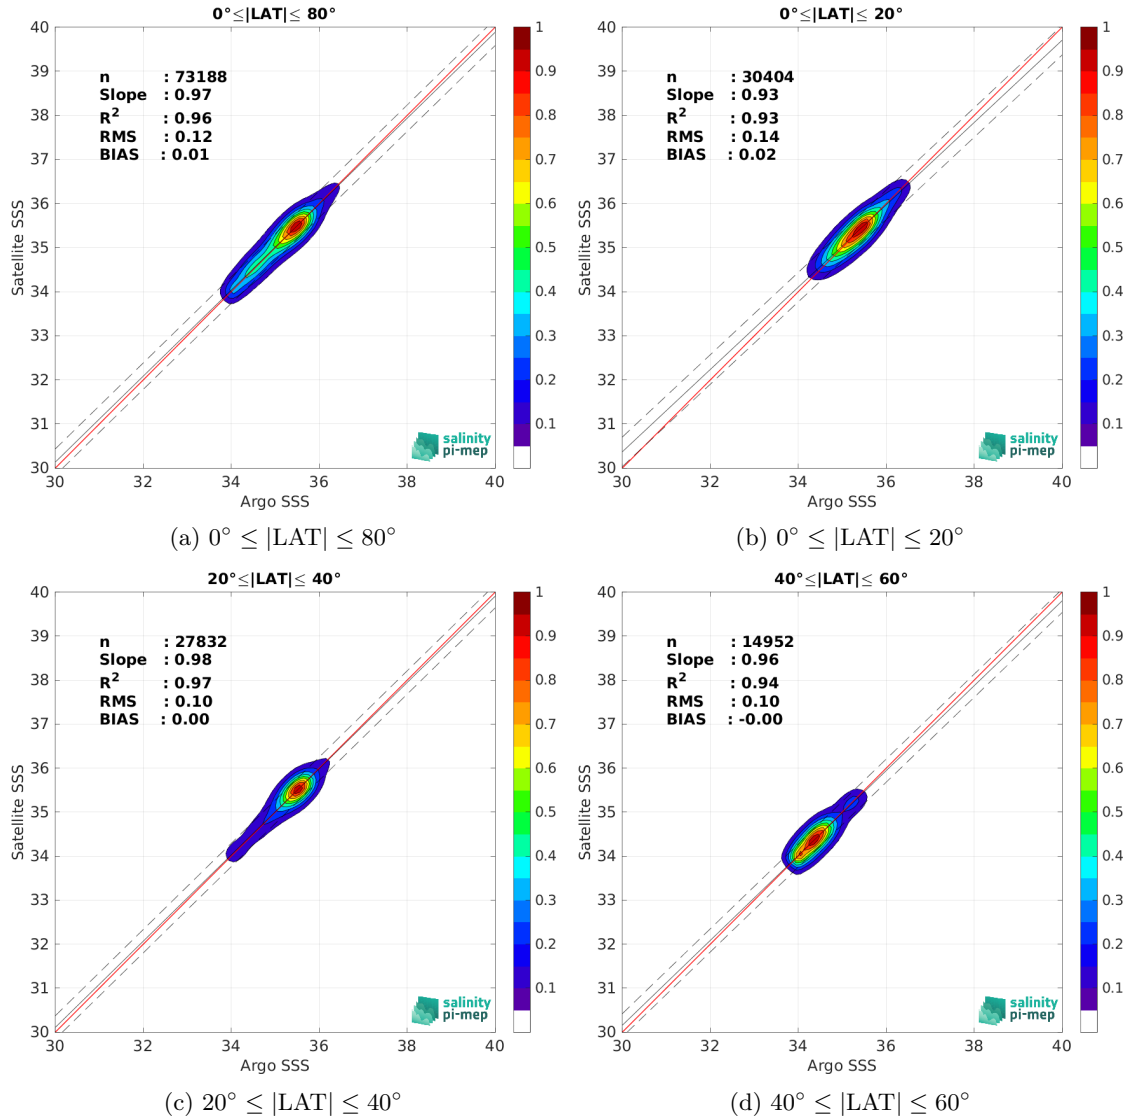 0°≤|LAT|≤ 80°
40
39
38
37
36
35
34
33
32
31
30
Satellite SSS
n : 73188
Slope : 0.97
R² : 0.96
RMS : 0.12
BIAS : 0.01
salinity
pi-mep
30 32 34 36 38 40
Argo SSS
1
0.9
0.8
0.7
0.6
0.5
0.4
0.3
0.2
0.1
(a) 0° ≤ |LAT| ≤ 80°
0°≤|LAT|≤ 20°
40
39
38
37
36
35
34
33
32
31
30
Satellite SSS
n : 30404
Slope : 0.93
R² : 0.93
RMS : 0.14
BIAS : 0.02
salinity
pi-mep
30 32 34 36 38 40
Argo SSS
1
0.9
0.8
0.7
0.6
0.5
0.4
0.3
0.2
0.1
(b) 0° ≤ |LAT| ≤ 20°
20°≤|LAT|≤ 40°
40
39
38
37
36
35
34
33
32
31
30
Satellite SSS
n : 27832
Slope : 0.98
R² : 0.97
RMS : 0.10
BIAS : 0.00
salinity
pi-mep
30 32 34 36 38 40
Argo SSS
1
0.9
0.8
0.7
0.6
0.5
0.4
0.3
0.2
0.1
(c) 20° ≤ |LAT| ≤ 40°
40°≤|LAT|≤ 60°
40
39
38
37
36
35
34
33
32
31
30
Satellite SSS
n : 14952
Slope : 0.96
R² : 0.94
RMS : 0.10
BIAS : -0.00
salinity
pi-mep
30 32 34 36 38 40
Argo SSS
1
0.9
0.8
0.7
0.6
0.5
0.4
0.3
0.2
0.1
(d) 40° ≤ |LAT| ≤ 60°